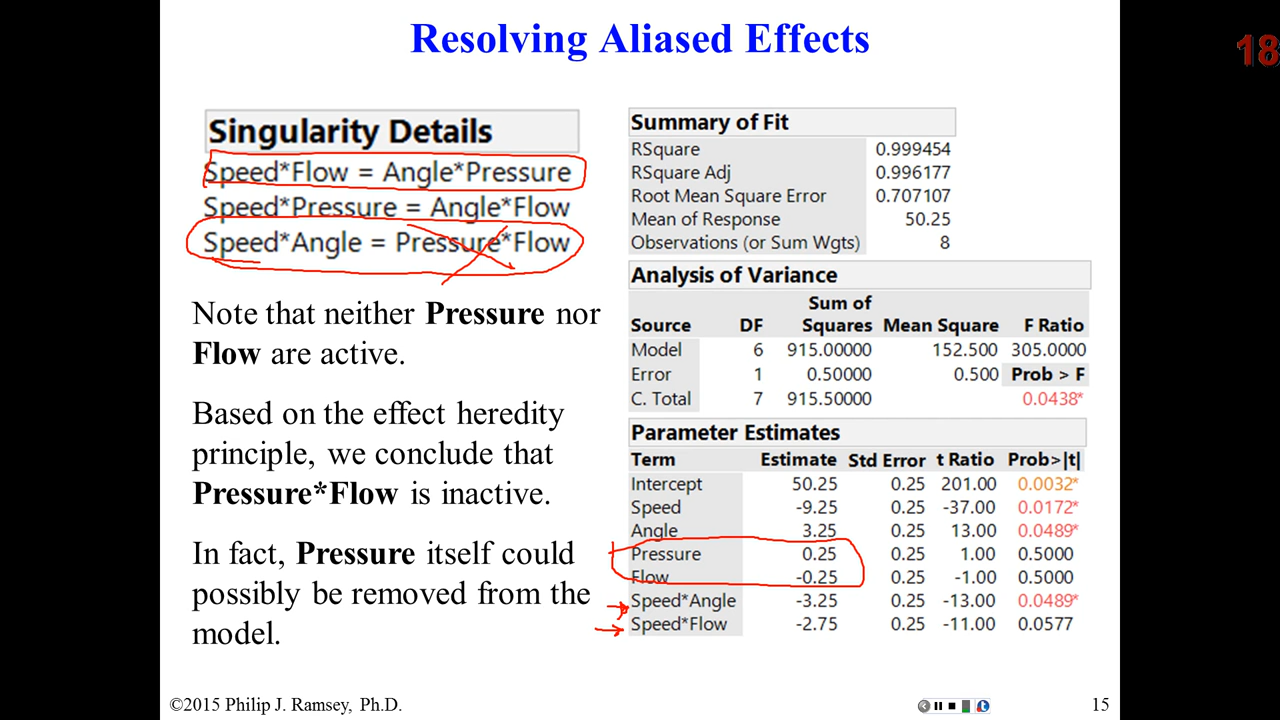 Resolving Aliased Effects
18
Singularity Details
Speed*Flow = Angle*Pressure
Speed*Pressure = Angle*Flow
Speed*Angle = Pressure*Flow
Note that neither Pressure nor
Flow are active.
Based on the effect heredity
principle, we conclude that
Pressure*Flow is inactive.
In fact, Pressure itself could
possibly be removed from the
model.
Summary of Fit
RSquare 0.999454
RSquare Adj 0.996177
Root Mean Square Error 0.707107
Mean of Response 50.25
Observations (or Sum Wgts) 8
Analysis of Variance
Sum of
Source DF Squares Mean Square F Ratio
Model 6 915.00000 152.500 305.0000
Error 1 0.50000 0.500 Prob > F
C. Total 7 915.50000 0.0438*
Parameter Estimates
Term Estimate Std Error t Ratio Prob>|t|
Intercept 50.25 0.25 201.00 0.0032*
Speed -9.25 0.25 -37.00 0.0172*
Angle 3.25 0.25 13.00 0.0489*
Pressure 0.25 0.25 1.00 0.5000
Flow -0.25 0.25 -1.00 0.5000
Speed*Angle -3.25 0.25 -13.00 0.0489*
Speed*Flow -2.75 0.25 -11.00 0.0577
©2015 Philip J. Ramsey, Ph.D.
15